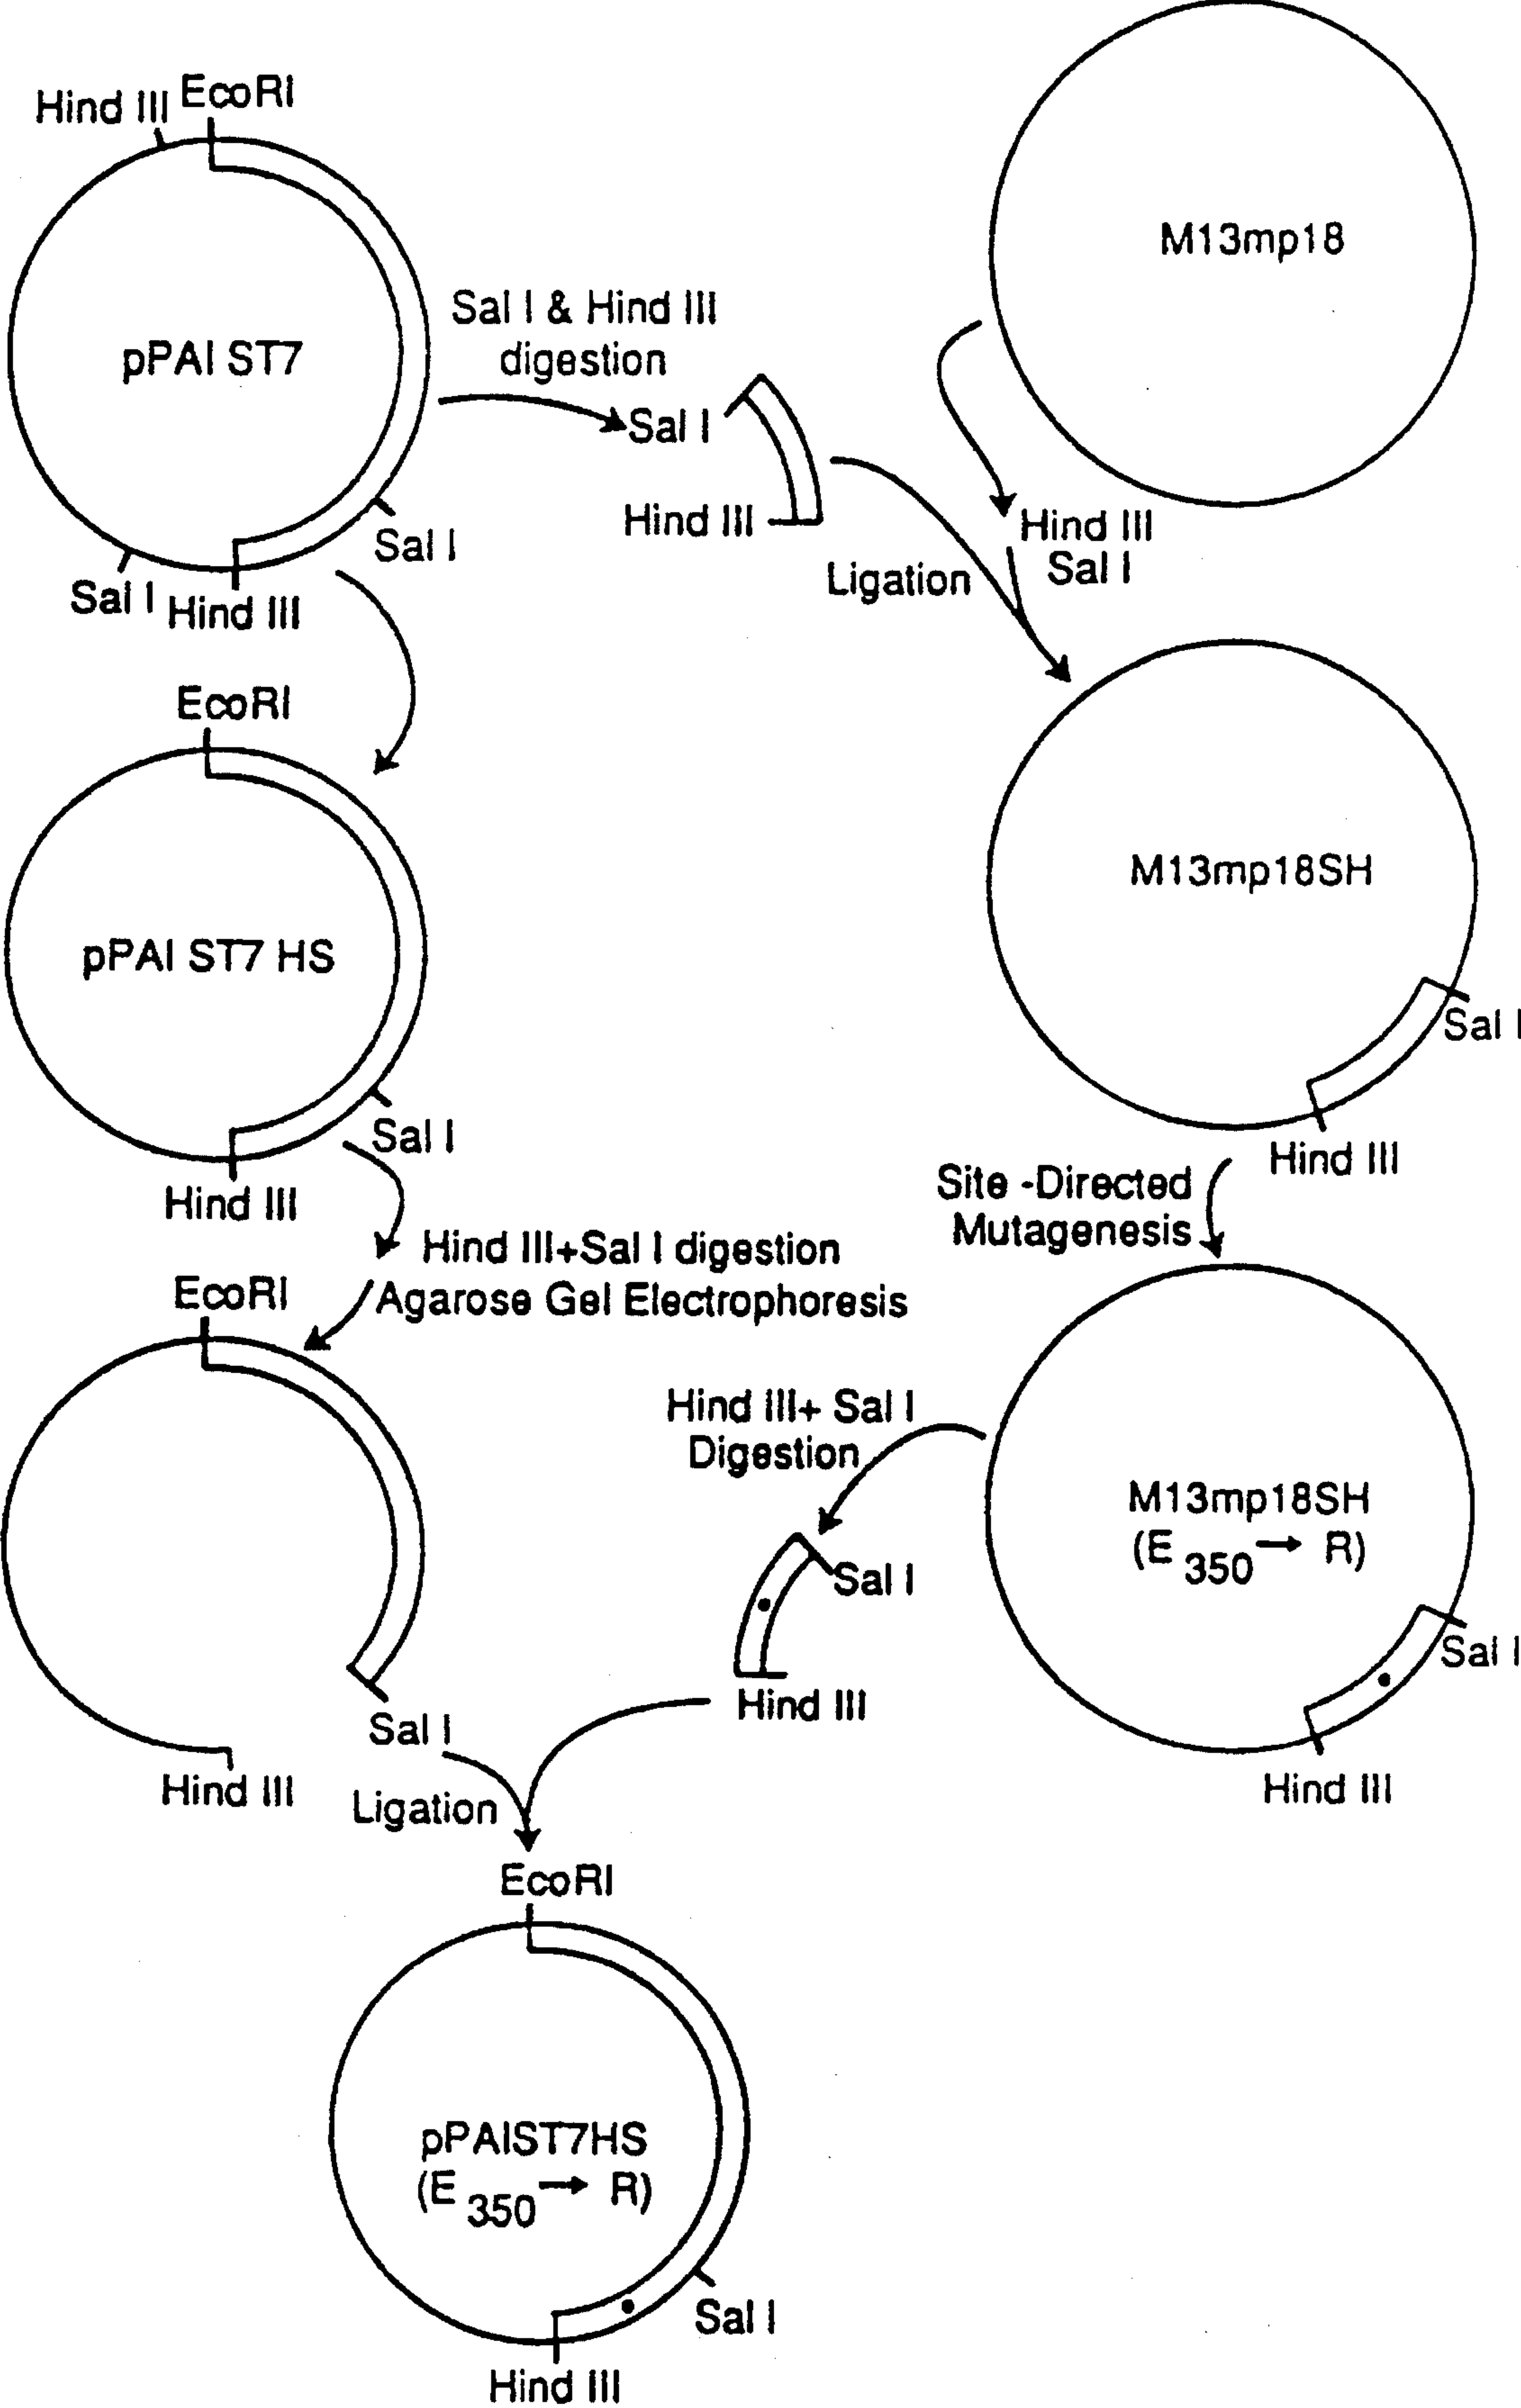 Hind III EcoRI
M13mp18
pPAI ST7
Sal I & Hind III
digestion
Sal I
Hind III
Sal I
Sal I Hind III
Hind III
Sal I
Ligation
EcoRI
pPAI ST7 HS
Sal I
Hind III
M13mp18SH
Sal I
Hind III
Site -Directed
Mutagenesis
Hind III+Sal I digestion
Agarose Gel Electrophoresis
EcoRI
Sal I
Hind III
Hind III+ Sal I
Digestion
Sal I
Hind III
M13mp18SH
(E 350 → R)
Sal I
Hind III
Ligation
EcoRI
pPAIST7HS
(E 350 → R)
Sal I
Hind III